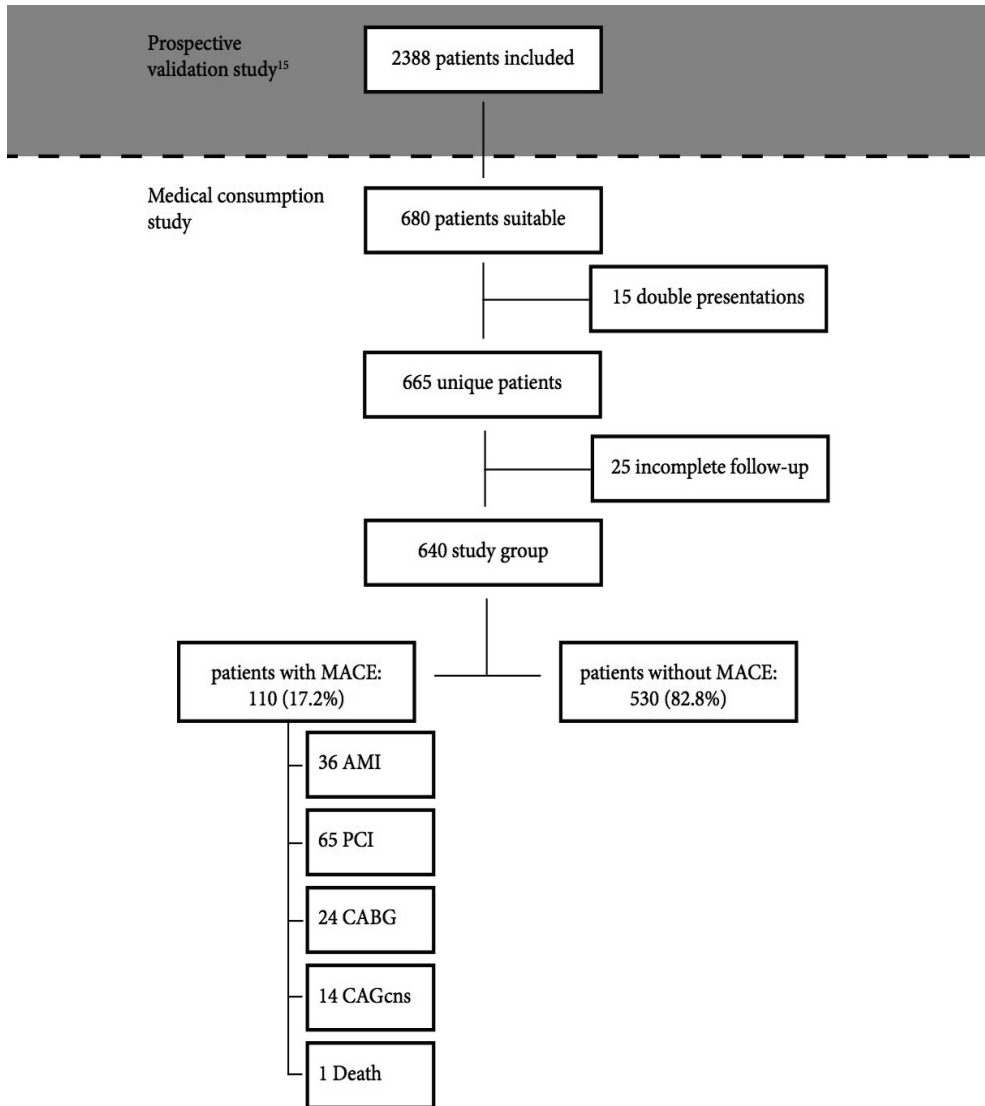 Prospective
validation study¹⁵
2388 patients included
Medical consumption
study
680 patients suitable
15 double presentations
665 unique patients
25 incomplete follow-up
640 study group
patients with MACE:
110 (17.2%)
patients without MACE:
530 (82.8%)
36 AMI
65 PCI
24 CABG
14 CAGcns
1 Death